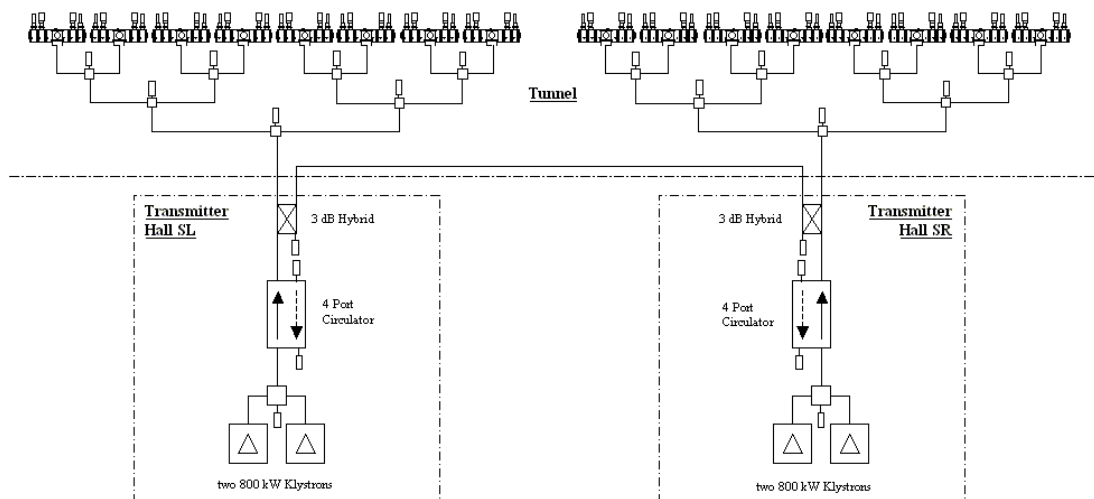 Tunnel
Transmitter
Hall SL
3 dB Hybrid
3 dB Hybrid
Transmitter
Hall SR
4 Port
Circulator
4 Port
Circulator
two 800 kW Klystrons
two 800 kW Klystrons